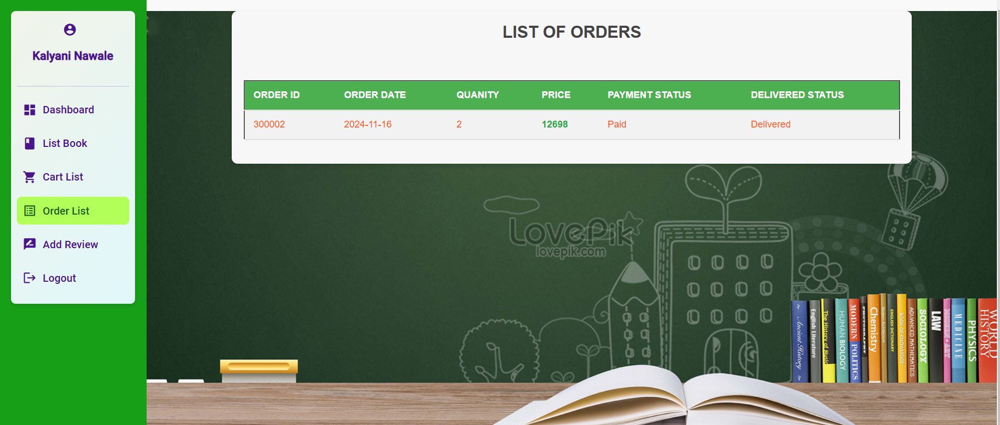 Kalyani Nawale
Dashboard
List Book
Cart List
Order List
Add Review
Logout
LIST OF ORDERS
ORDER ID ORDER DATE QUANITY PRICE PAYMENT STATUS DELIVERED STATUS
300002 2024-11-16 2 12698 Paid Delivered
LovePik
lovepik.com
Ancient History
English Literature
The History of Music
HUMAN BIOLOGY
MODERN POLITICS
PHOTOGRAPHY
Chemistry
Modern Architecture
ENGLISH DICTIONARY
BOOK OF KNOWLEDGE
ADVANCED MATHEMATICS
SOCIOLOGY
LAW
MEDICINE
PHYSICS
WORLD HISTORY